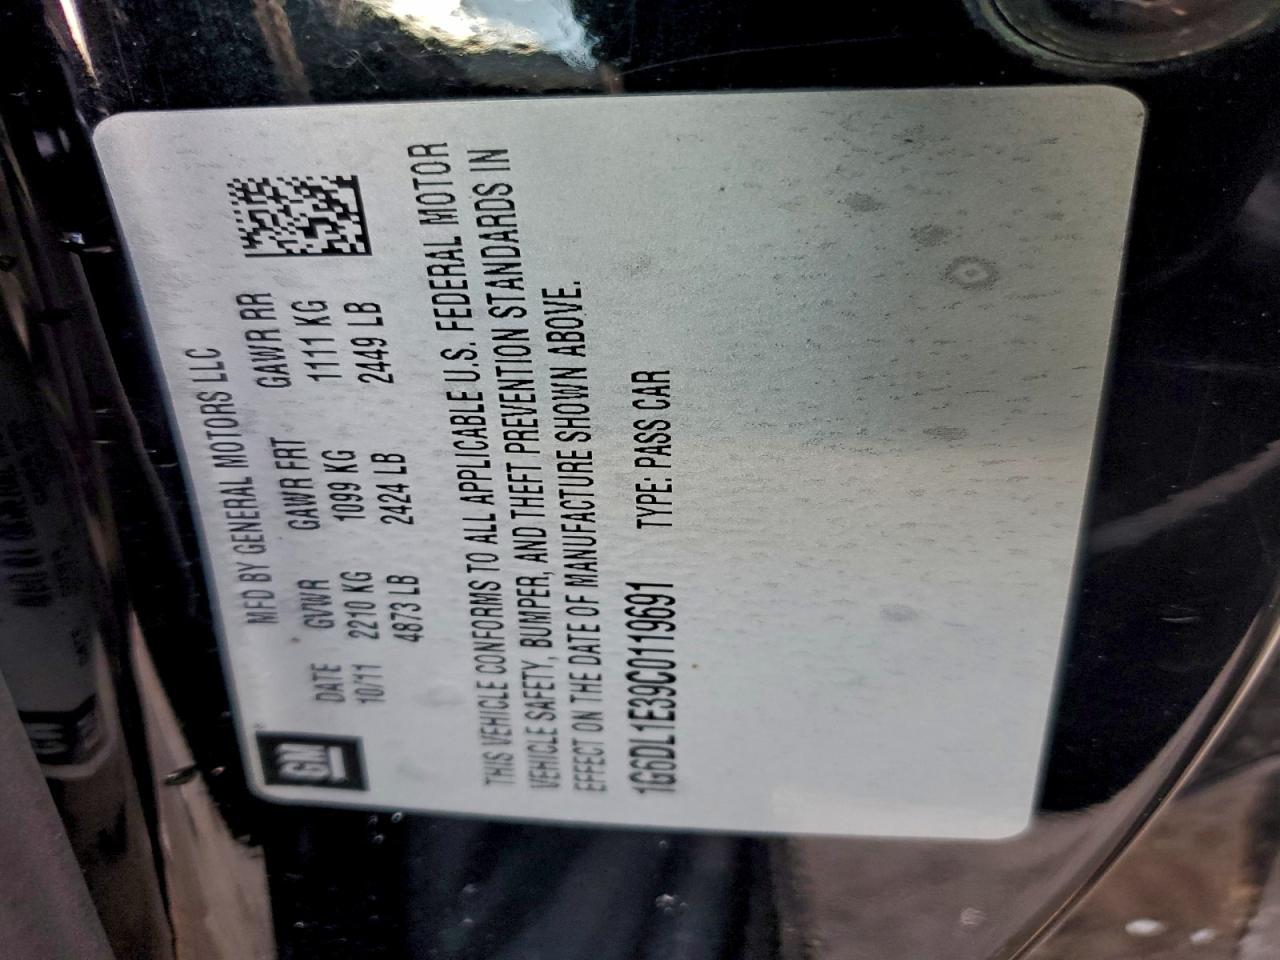 MFD BY GENERAL MOTORS LLC
DATE GVWR GAWR FRT GAWR RR
10/11 2210 KG 1099 KG 1111 KG
4873 LB 2424 LB 2449 LB
GM
THIS VEHICLE CONFORMS TO ALL APPLICABLE U.S. FEDERAL MOTOR
VEHICLE SAFETY, BUMPER, AND THEFT PREVENTION STANDARDS IN
EFFECT ON THE DATE OF MANUFACTURE SHOWN ABOVE.
1G6DL1E39C0119691 TYPE: PASS CAR